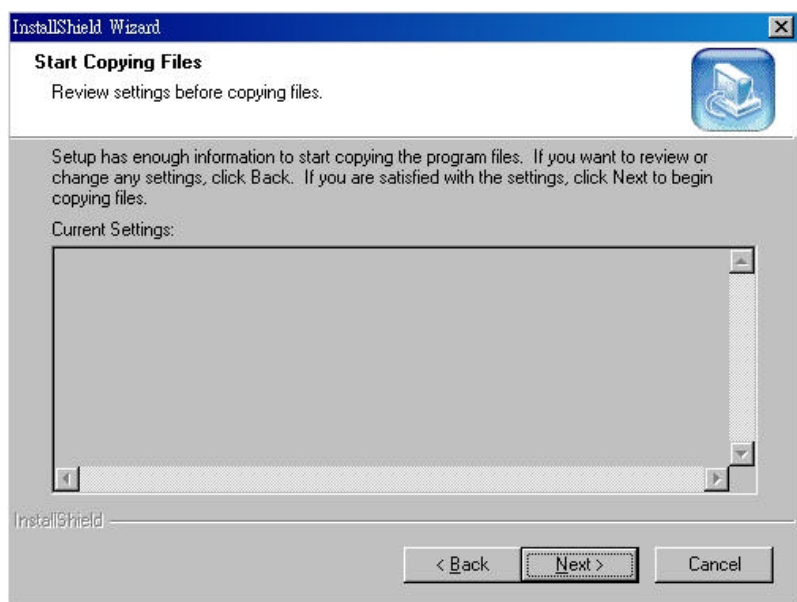 InstallShield Wizard
Start Copying Files
Review settings before copying files.
Setup has enough information to start copying the program files.  If you want to review or
change any settings, click Back.  If you are satisfied with the settings, click Next to begin
copying files.
Current Settings:
InstallShield
< Back
Next >
Cancel